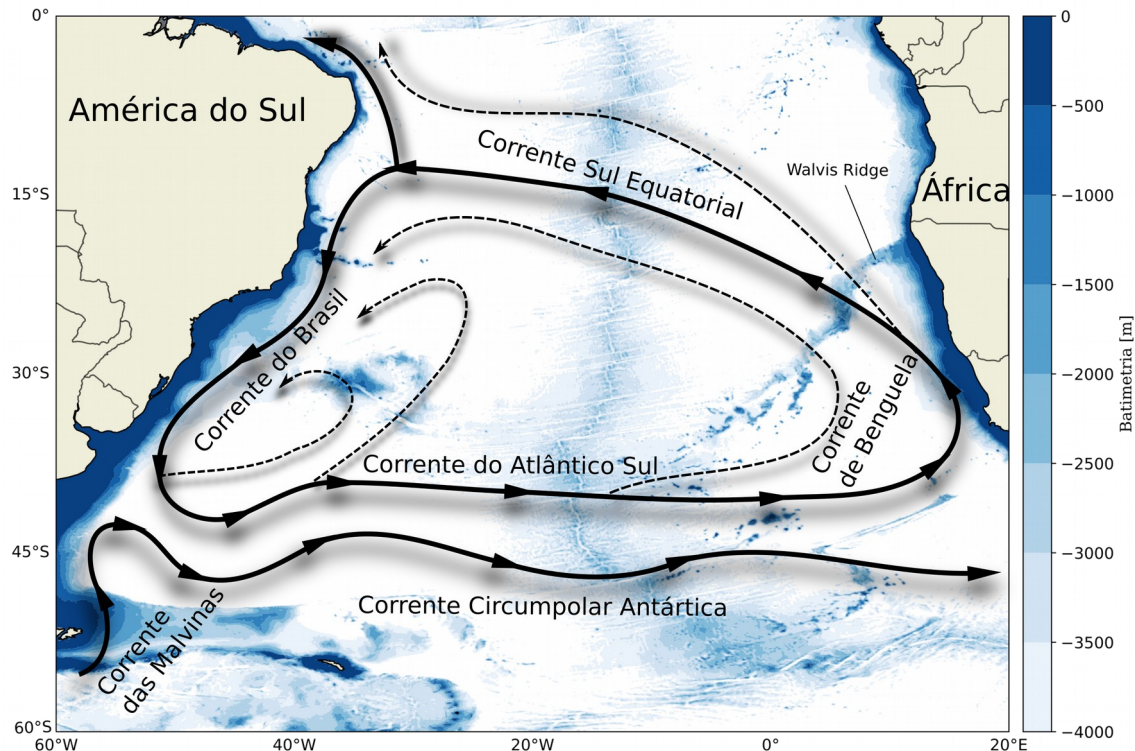 0°
15°S
30°S
45°S
60°S
60°W
40°W
20°W
0°
20°E
América do Sul
África
Walvis Ridge
Corrente Sul Equatorial
Corrente do Brasil
Corrente
de Benguela
Corrente do Atlântico Sul
Corrente Circumpolar Antártica
Corrente
das Malvinas
0
−500
−1000
−1500
−2000
−2500
−3000
−3500
−4000
Batimetria [m]